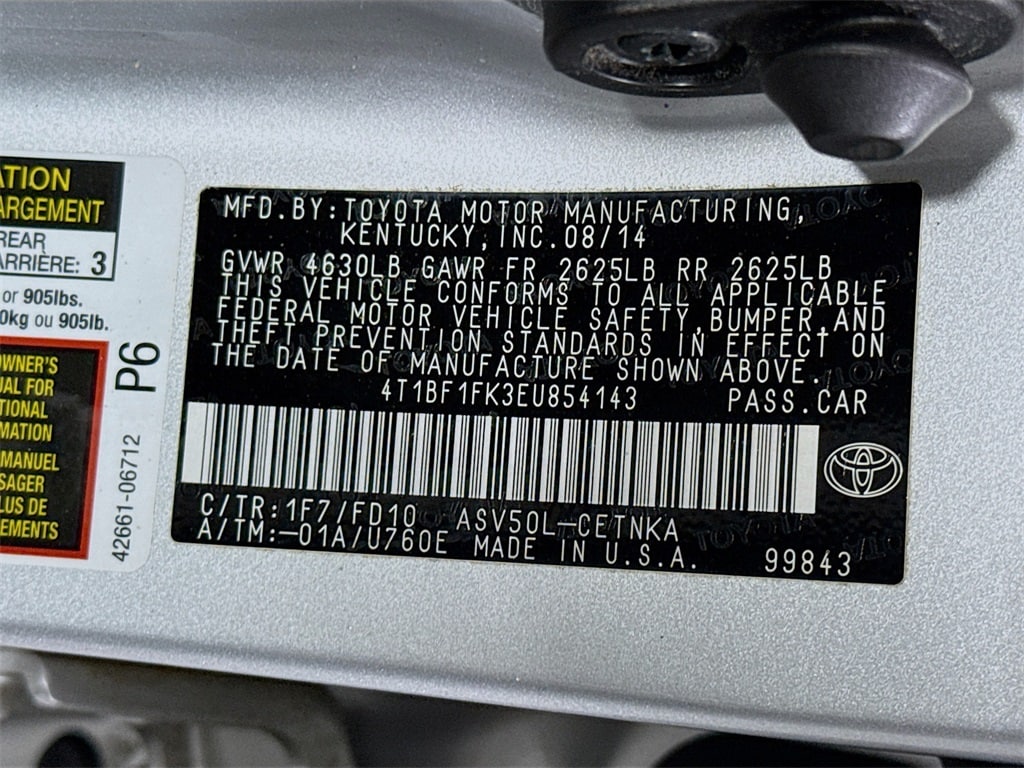 ATION
ARGEMENT
REAR
ARRIÈRE: 3
or 905lbs.
0kg ou 905lb.
OWNER'S
UAL FOR
TIONAL
MATION
MANUEL
SAGER
LUS DE
EMENTS
P6
42661-06712
MFD.BY:TOYOTA MOTOR MANUFACTURING,
KENTUCKY,INC.08/14
GVWR 4630LB GAWR FR 2625LB RR 2625LB
THIS VEHICLE CONFORMS TO ALL APPLICABLE
FEDERAL MOTOR VEHICLE SAFETY,BUMPER,AND
THEFT PREVENTION STANDARDS IN EFFECT ON
THE DATE OF MANUFACTURE SHOWN ABOVE.
4T1BF1FK3EU854143 PASS.CAR
C/TR:1F7/FD10 ASV50L-CETNKA
A/TM:-01A/U760E MADE IN U.S.A. 99843